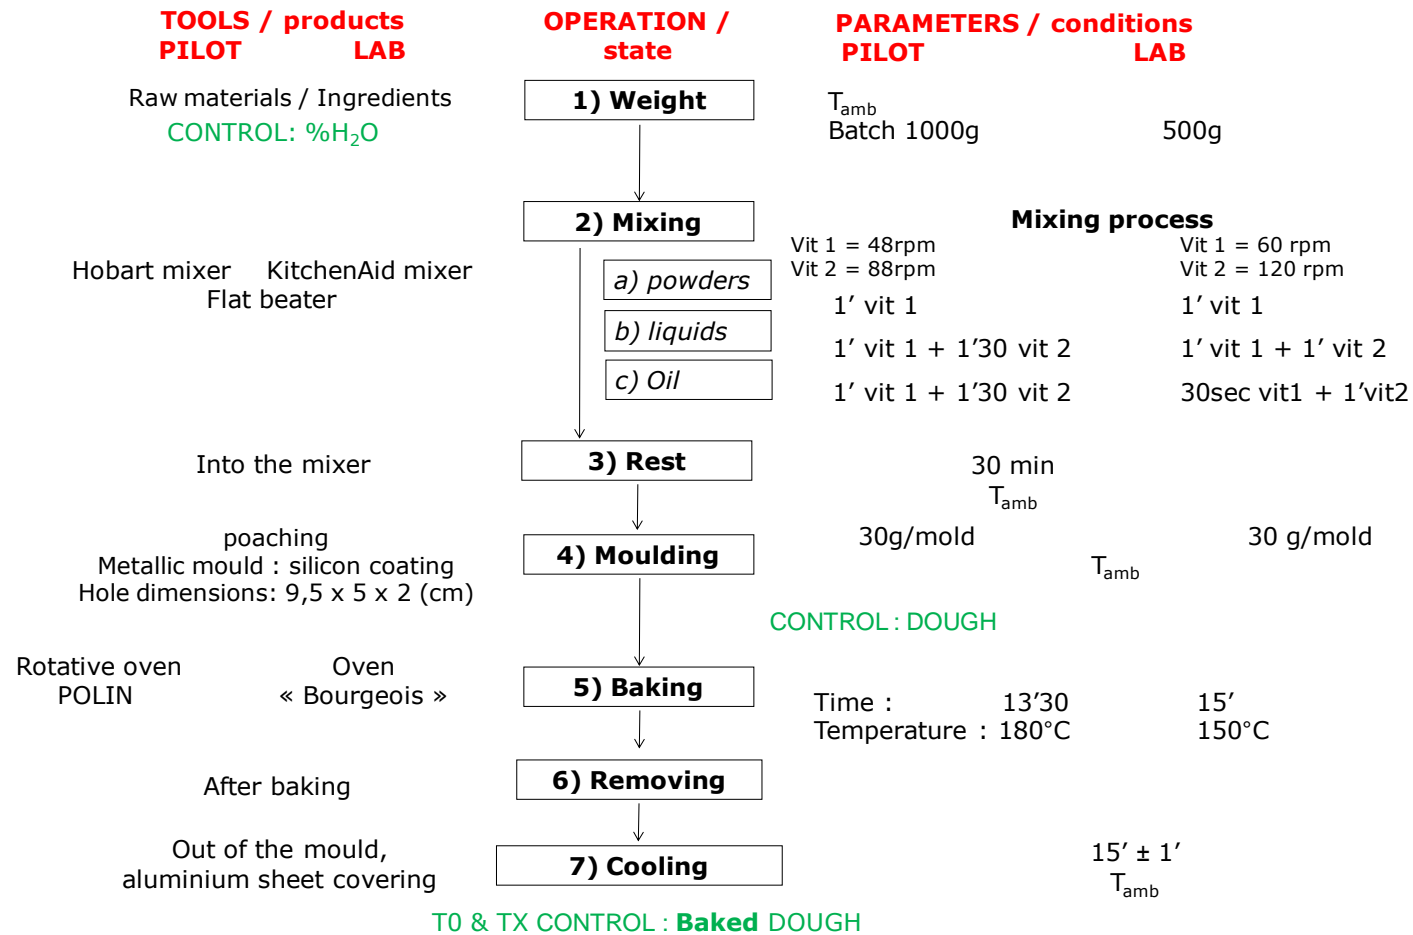 TOOLS / products OPERATION / PARAMETERS / conditions
PILOT LAB state PILOT LAB
Raw materials / Ingredients 1) Weight T_amb
CONTROL: %H₂O Batch 1000g 500g
2) Mixing Mixing process
Vit 1 = 48rpm Vit 1 = 60 rpm
Hobart mixer KitchenAid mixer Vit 2 = 88rpm Vit 2 = 120 rpm
Flat beater a) powders 1′ vit 1 1′ vit 1
b) liquids 1′ vit 1 + 1′30 vit 2 1′ vit 1 + 1′ vit 2
c) Oil 1′ vit 1 + 1′30 vit 2 30sec vit1 + 1′vit2
Into the mixer 3) Rest 30 min
T_amb
poaching 30g/mold 30 g/mold
Metallic mould : silicon coating 4) Moulding T_amb
Hole dimensions: 9,5 x 5 x 2 (cm)
CONTROL : DOUGH
Rotative oven Oven
POLIN « Bourgeois » 5) Baking Time : 13′30 15′
Temperature : 180°C 150°C
After baking 6) Removing
Out of the mould, 7) Cooling 15′ ± 1′
aluminium sheet covering T_amb
T0 & TX CONTROL : Baked DOUGH